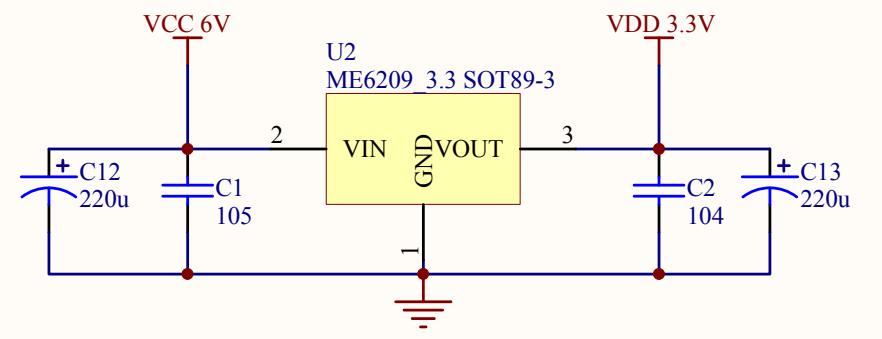 VCC 6V
VDD 3.3V
U2
ME6209_3.3 SOT89-3
2
VIN
GND
VOUT
3
+
C12
220u
C1
105
C2
104
+
C13
220u
1